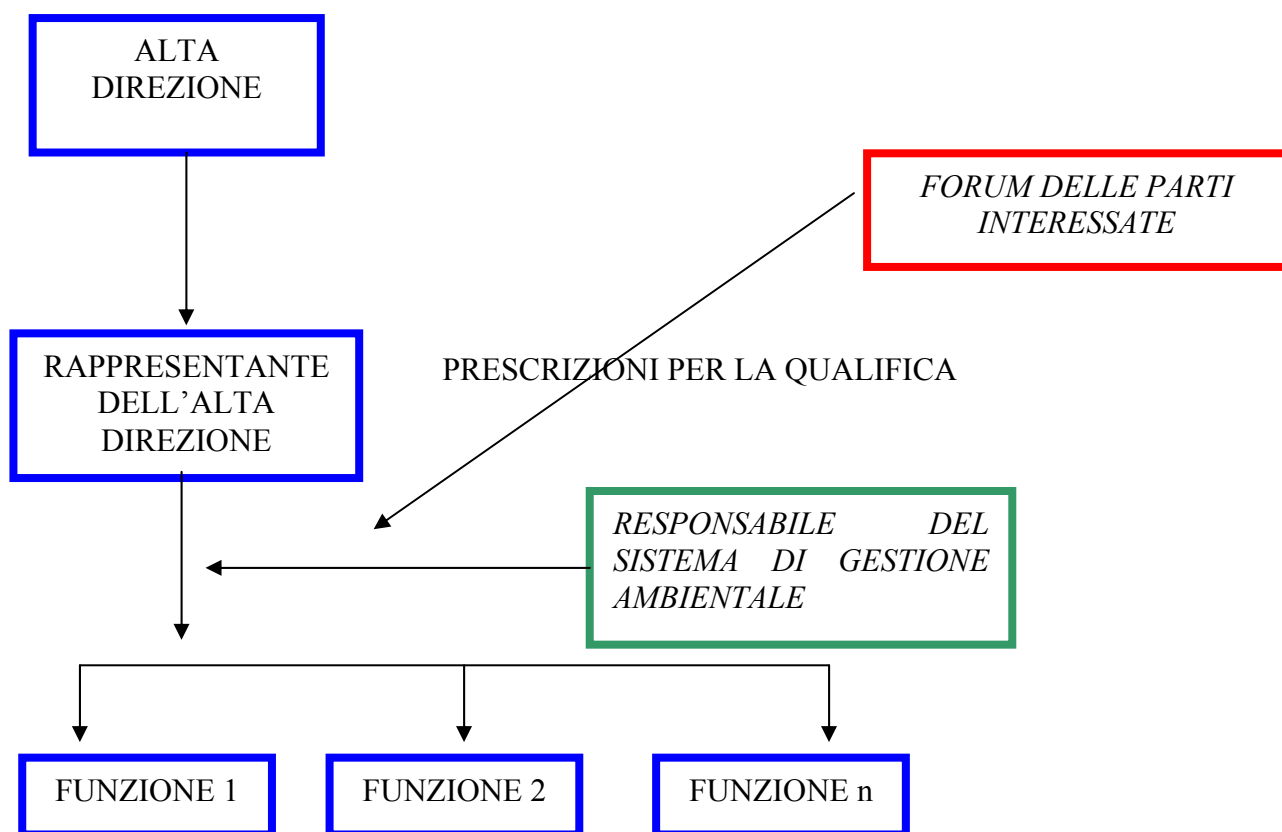 ALTA
DIREZIONE
FORUM DELLE PARTI
INTERESSATE
RAPPRESENTANTE
DELL’ALTA
DIREZIONE
PRESCRIZIONI PER LA QUALIFICA
RESPONSABILE DEL
SISTEMA DI GESTIONE
AMBIENTALE
FUNZIONE 1
FUNZIONE 2
FUNZIONE n